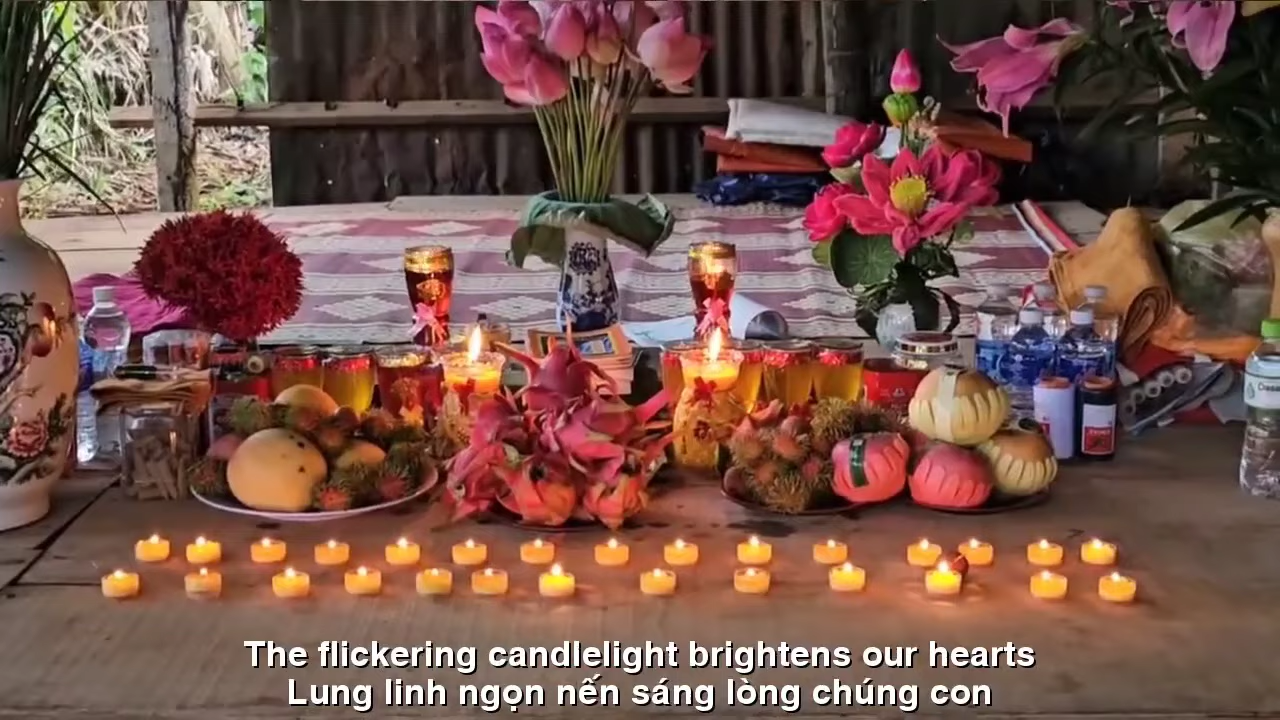 The flickering candlelight brightens our hearts
Lung linh ngọn nến sáng lòng chúng con